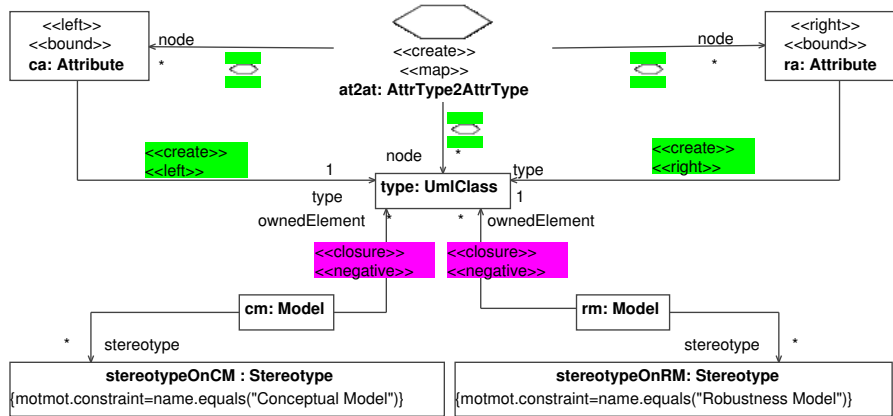 <<left>>
<<bound>>
ca: Attribute
node
*
<<create>>
<<map>>
at2at: AttrType2AttrType
node
*
<<right>>
<<bound>>
ra: Attribute
<<create>>
<<left>>
1
type
node
*
type
1
<<create>>
<<right>>
type: UmlClass
ownedElement
*
*
ownedElement
<<closure>>
<<negative>>
<<closure>>
<<negative>>
cm: Model
rm: Model
*
stereotype
stereotype
*
stereotypeOnCM : Stereotype
{motmot.constraint=name.equals("Conceptual Model")}
stereotypeOnRM: Stereotype
{motmot.constraint=name.equals("Robustness Model")}